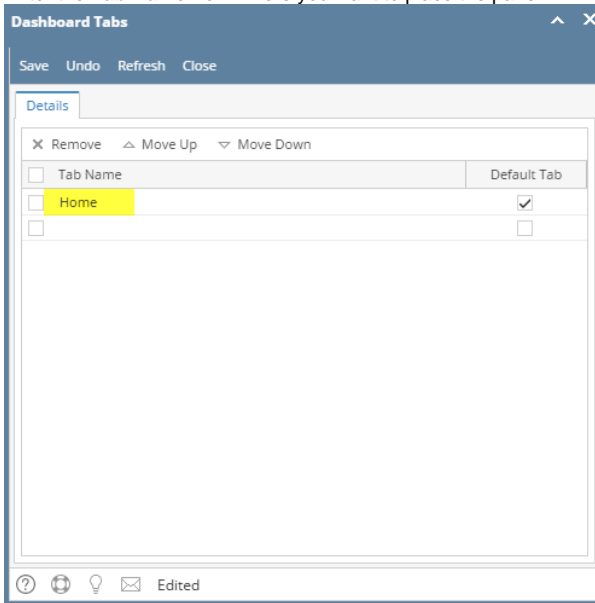 Dashboard Tabs
Save Undo Refresh Close
Details
Remove Move Up Move Down
Tab Name Default Tab
Home
Edited